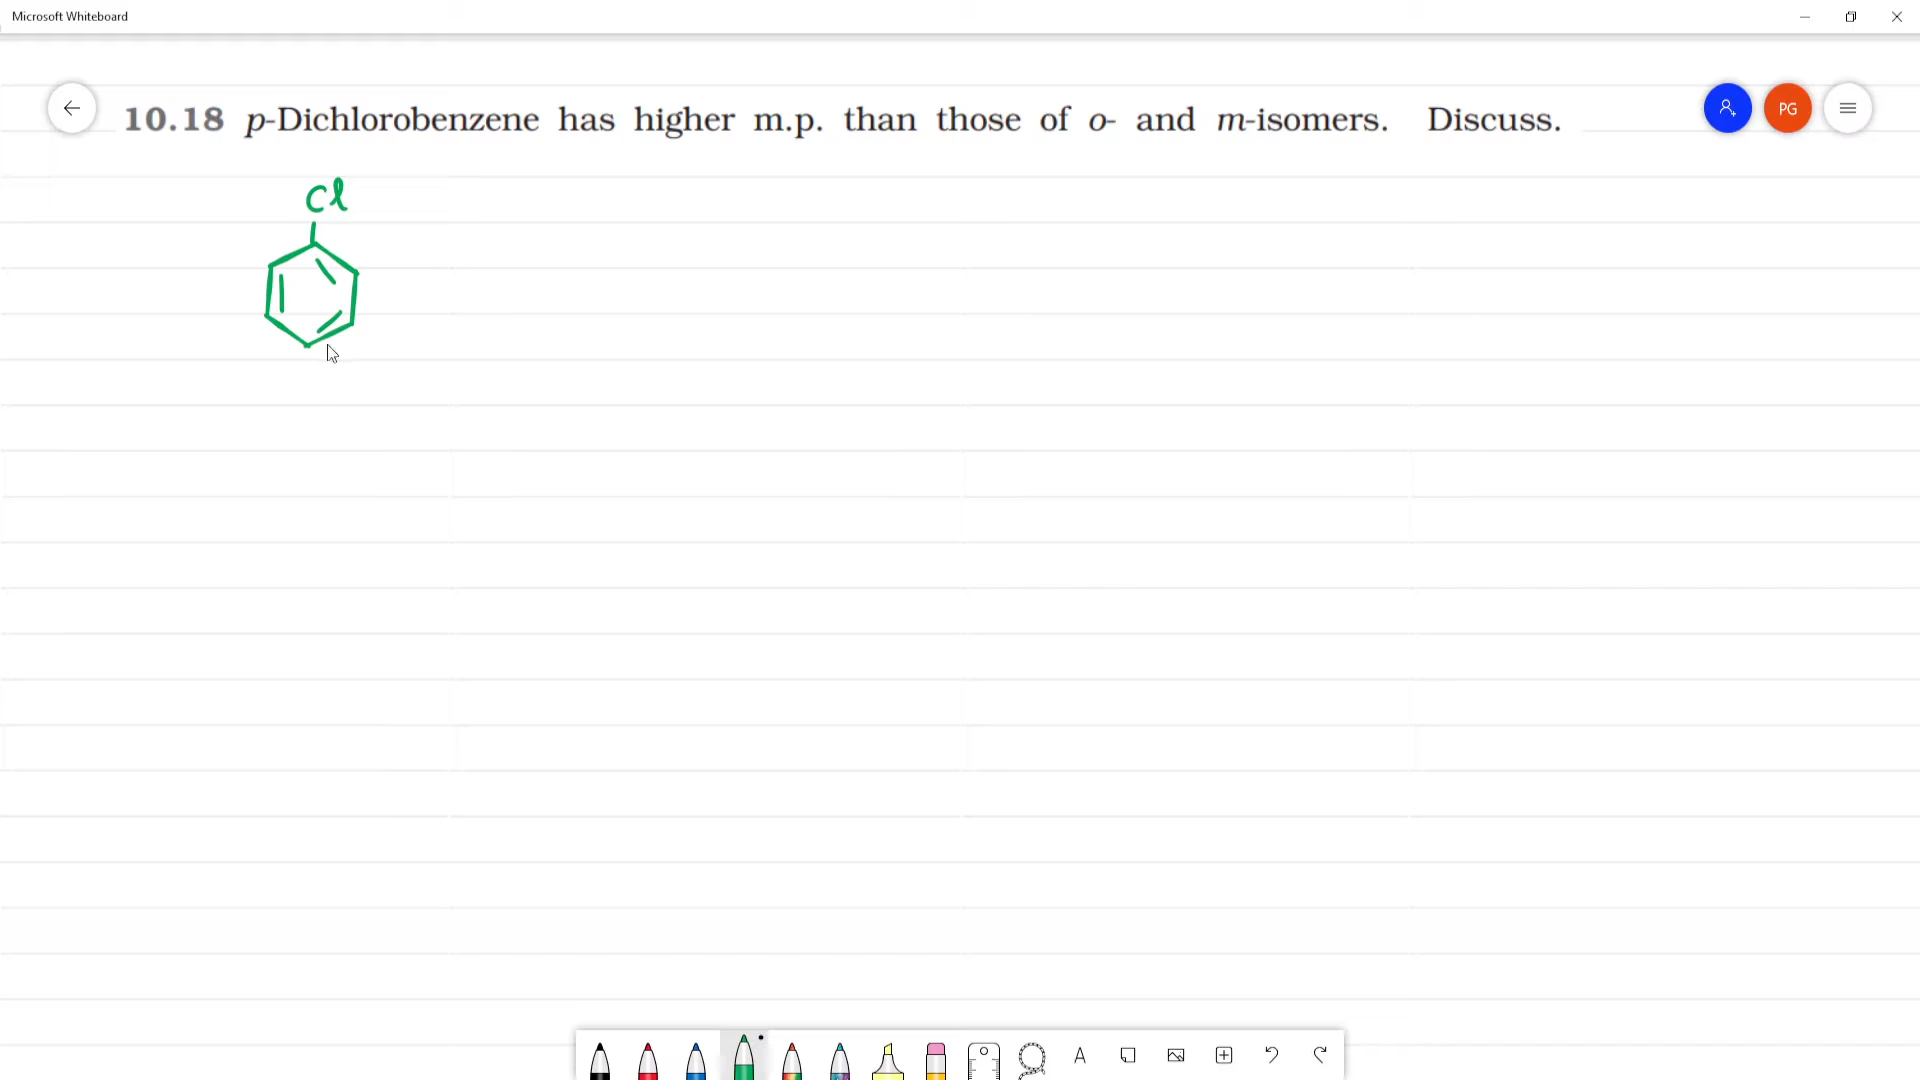 Microsoft Whiteboard
10.18 p-Dichlorobenzene has higher m.p. than those of o- and m-isomers. Discuss.
PG
Cl
A